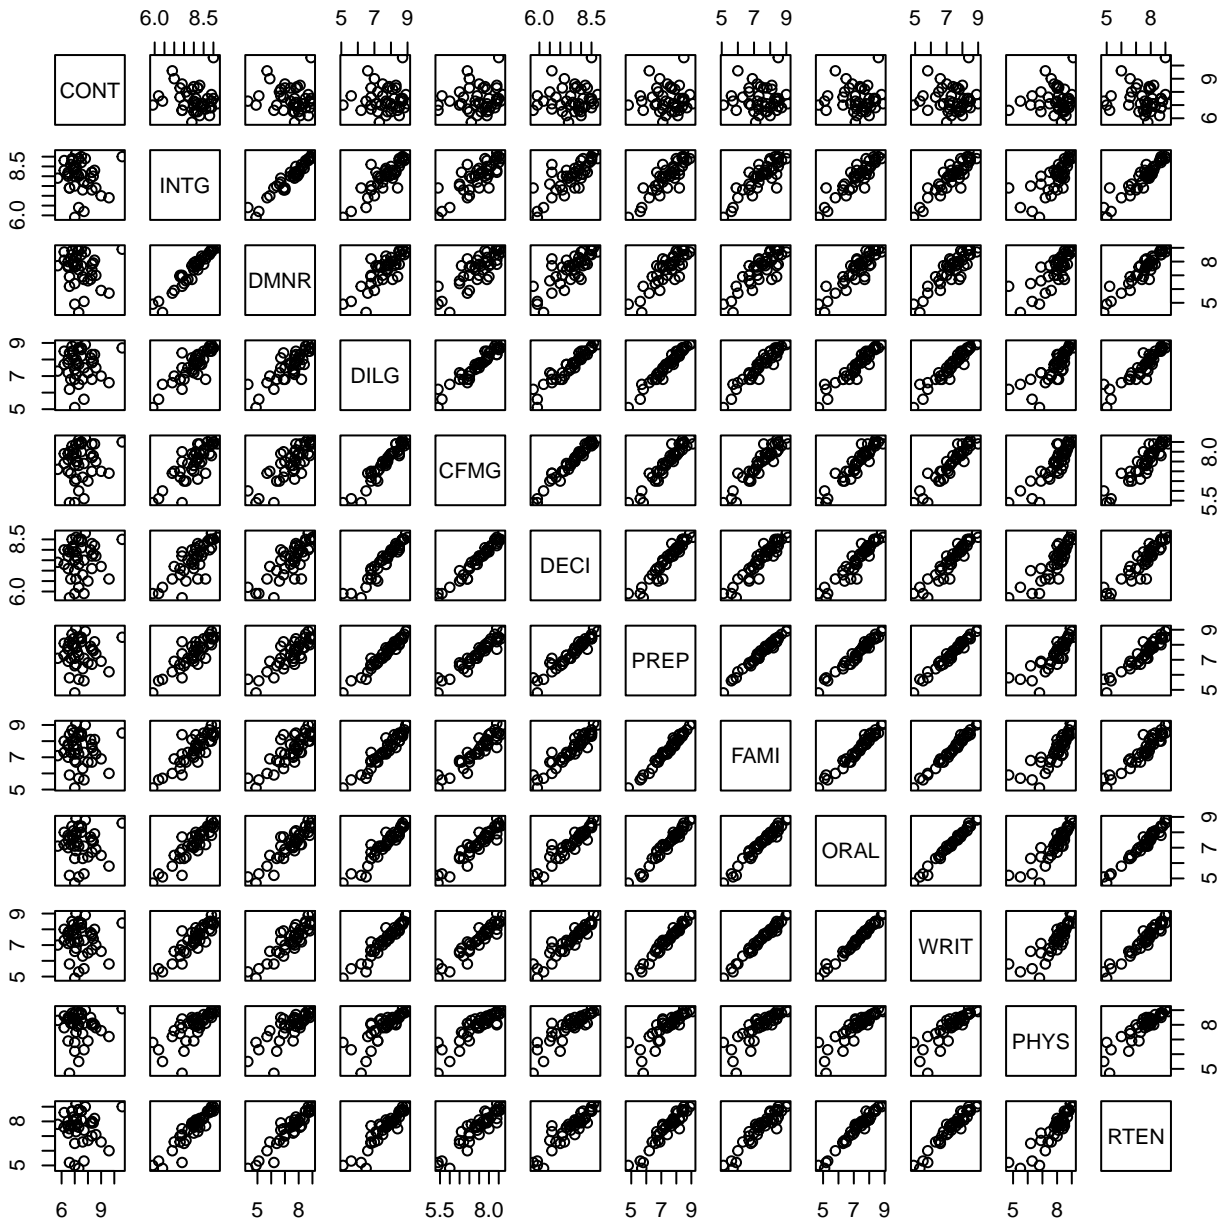 6.0 8.5 5 7 9 6.0 8.5 5 7 9 5 7 9 5 8
CONT 6 9
6.0 8.5 INTG
DMNR 5 8
5 7 9 DILG
CFMG 5.5 8.0
6.0 8.5 DECI
PREP 5 7 9
5 7 9 FAMI
ORAL 5 7 9
5 7 9 WRIT
PHYS 5 8
5 8 RTEN
6 9 5 8 5.5 8.0 5 7 9 5 7 9 5 8